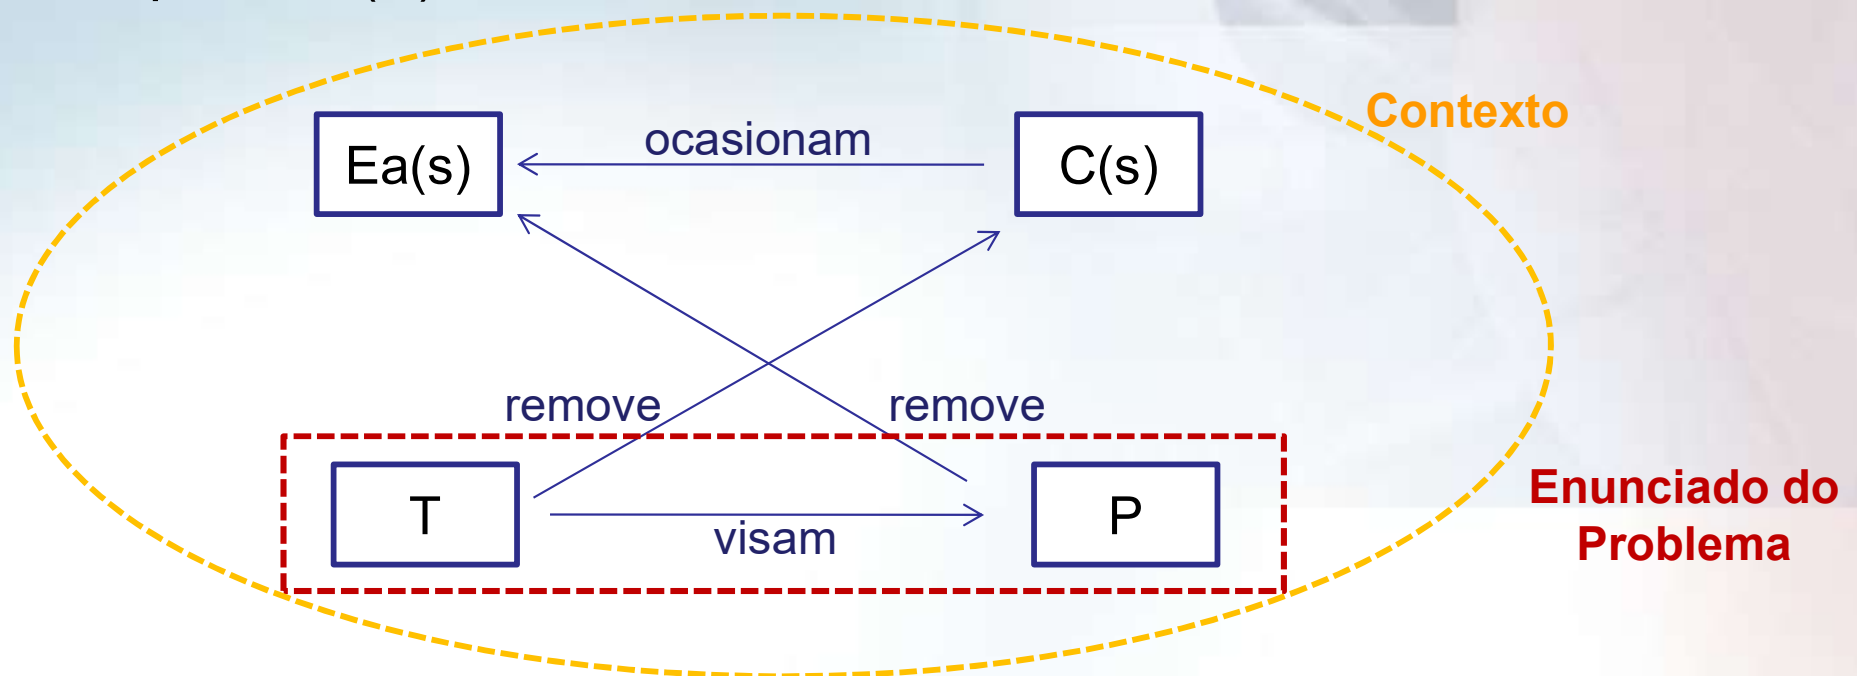 Contexto
ocasionam
Ea(s)
C(s)
remove
remove
Enunciado do
Problema
T
visam
P